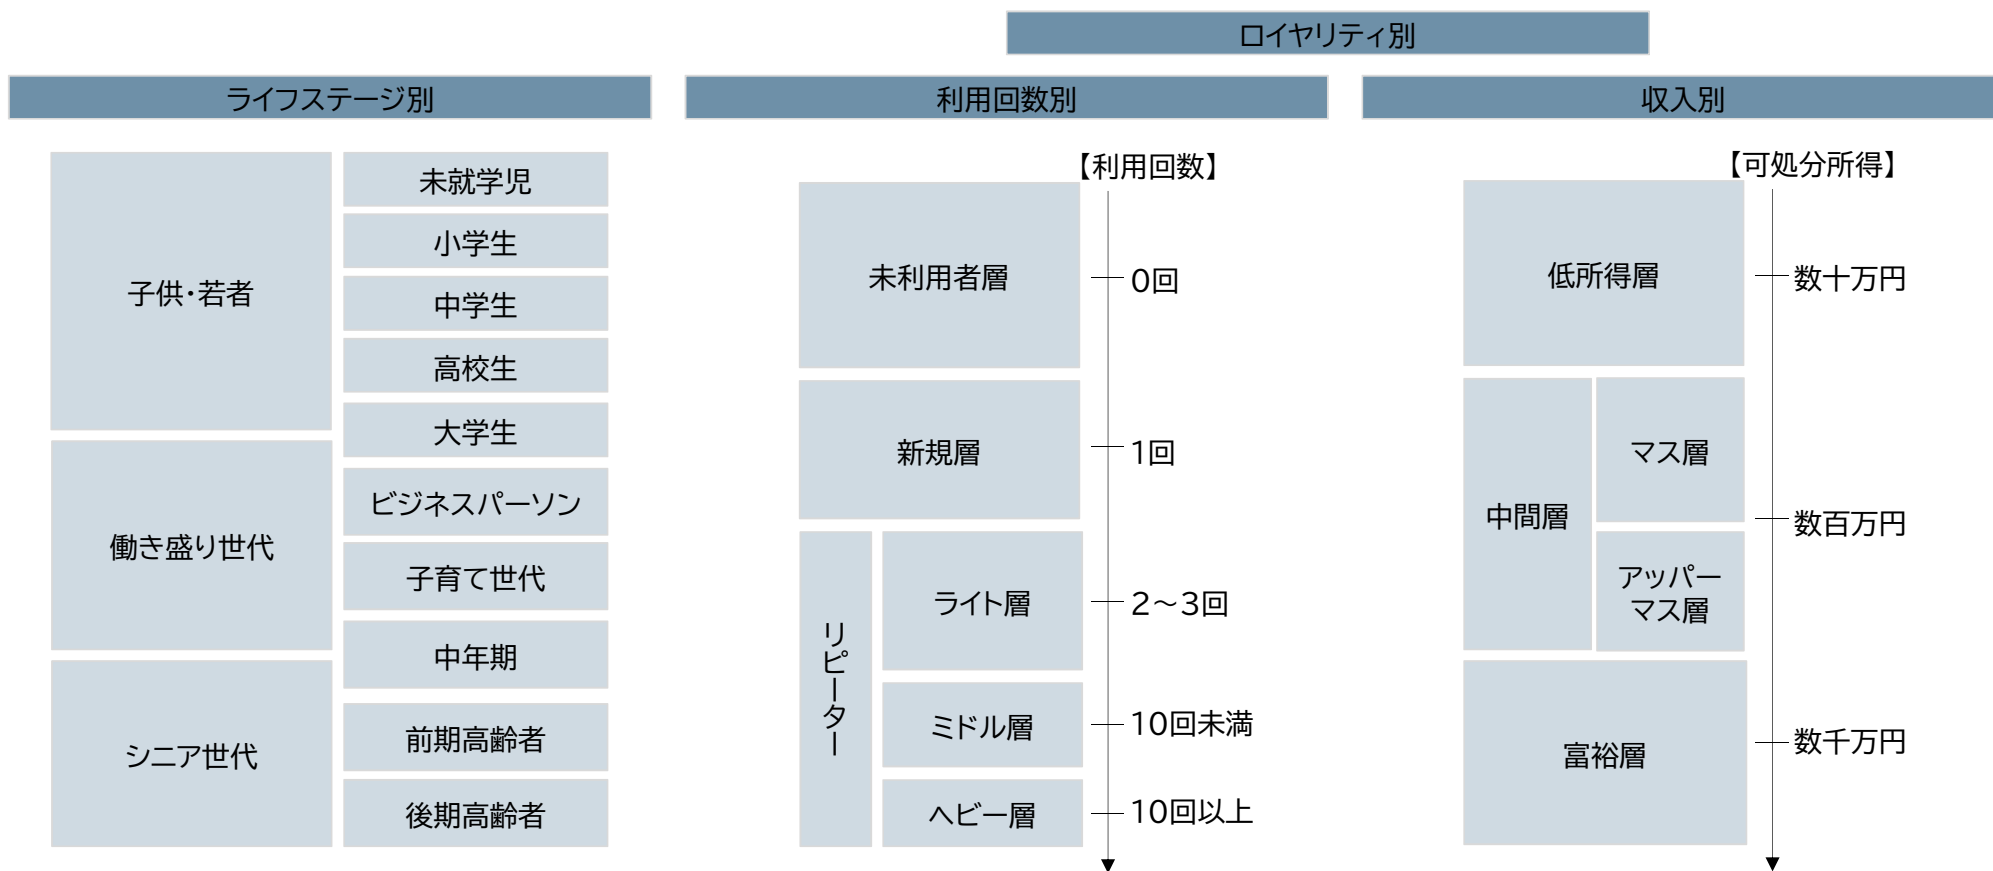 ロイヤリティ別
ライフステージ別
子供・若者
働き盛り世代
シニア世代
未就学児
小学生
中学生
高校生
大学生
ビジネスパーソン
子育て世代
中年期
前期高齢者
後期高齢者
利用回数別
【利用回数】
未利用者層
0回
新規層
1回
リピーター
ライト層
2～3回
ミドル層
10回未満
ヘビー層
10回以上
収入別
【可処分所得】
低所得層
数十万円
中間層
マス層
数百万円
アッパー
マス層
富裕層
数千万円